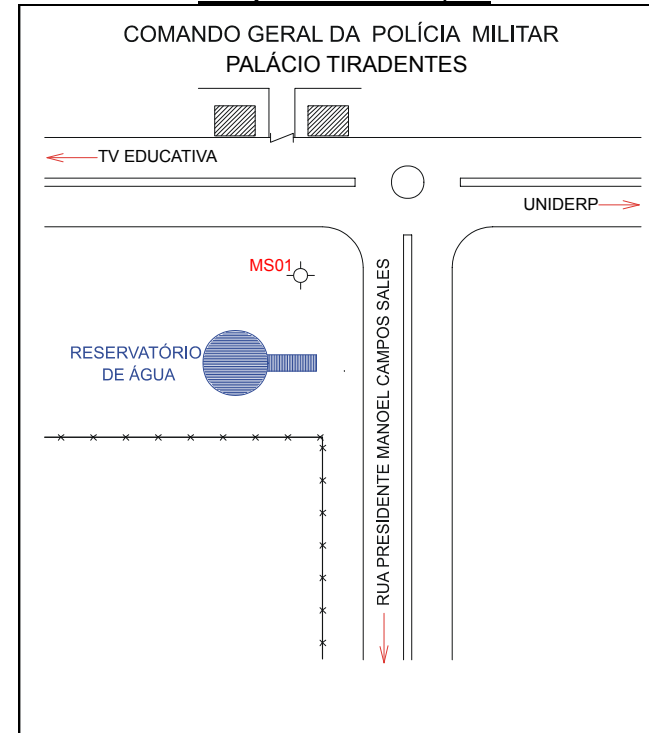 COMANDO GERAL DA POLÍCIA MILITAR
PALÁCIO TIRADENTES
TV EDUCATIVA
UNIDERP
MS01
RESERVATÓRIO
DE ÁGUA
RUA PRESIDENTE MANOEL CAMPOS SALES